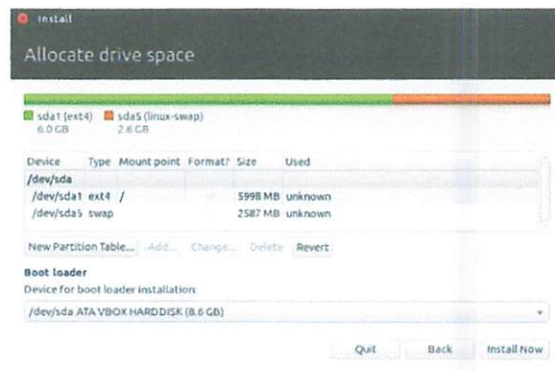 Install
Allocate drive space
sda1 (ext4) sda5 (linux-swap)
6.0 GB 2.6 GB
Device Type Mount point Format? Size Used
/dev/sda
/dev/sda1 ext4 / 5998 MB unknown
/dev/sda5 swap 2587 MB unknown
New Partition Table... Add... Change... Delete Revert
Boot loader
Device for boot loader installation:
/dev/sda ATA VBOX HARDDISK (8.6 GB)
Quit Back Install Now